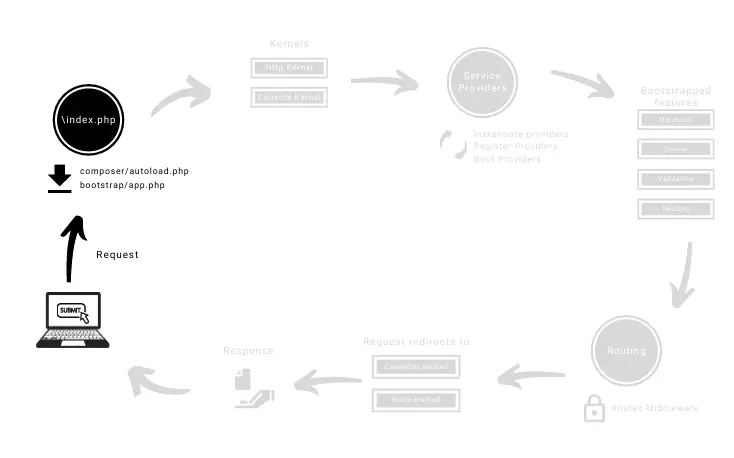 Kernels
Http Kernel
Console Kernel
Service
Providers
Instantiate providers
Register Providers
Boot Providers
Bootstrapped
features
Database
Queue
Validation
Routing
\index.php
composer/autoload.php
bootstrap/app.php
Request
SUBMIT
Response
Request redirects to
Controller method
Route method
Routing
Routes Middleware